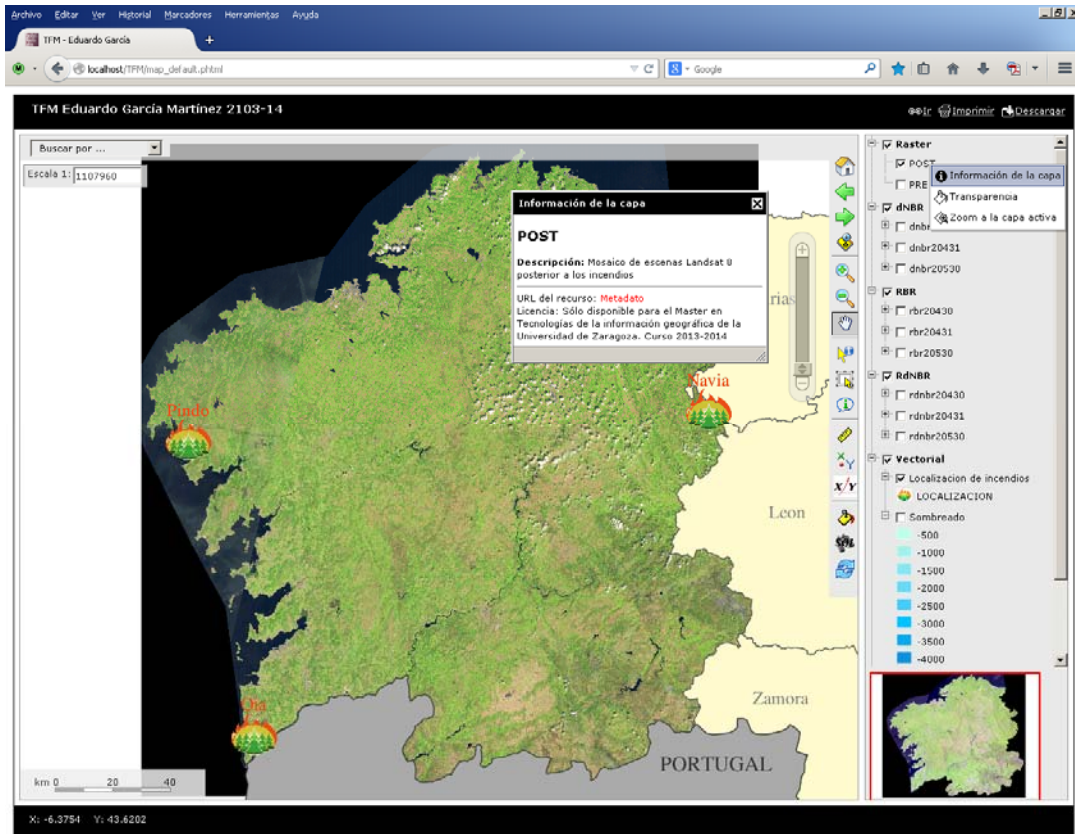 Archivo Editar Ver Historial Marcadores Herramientas Ayuda
TFM - Eduardo García
localhost/TFM/map_default.phtml
Google
TFM Eduardo García Martínez 2103-14
Ir Imprimir Descargar
Buscar por ...
Escala 1: 1107960
Información de la capa
POST
Descripción: Mosaico de escenas Landsat 8
posterior a los incendios
URL del recurso: Metadato
Licencia: Sólo disponible para el Master en
Tecnologías de la información geográfica de la
Universidad de Zaragoza. Curso 2013-2014
rias
Navia
Pindo
Oia
Leon
Zamora
PORTUGAL
km 0 20 40
X/Y
SQL
Raster
POST
PRE
Información de la capa
Transparencia
Zoom a la capa activa
dNBR
dnb
dnbr20431
dnbr20530
RBR
rbr20430
rbr20431
rbr20530
RdNBR
rdnbr20430
rdnbr20431
rdnbr20530
Vectorial
Localizacion de incendios
LOCALIZACION
Sombreado
-500
-1000
-1500
-2000
-2500
-3000
-3500
-4000
X: -6.3754 Y: 43.6202